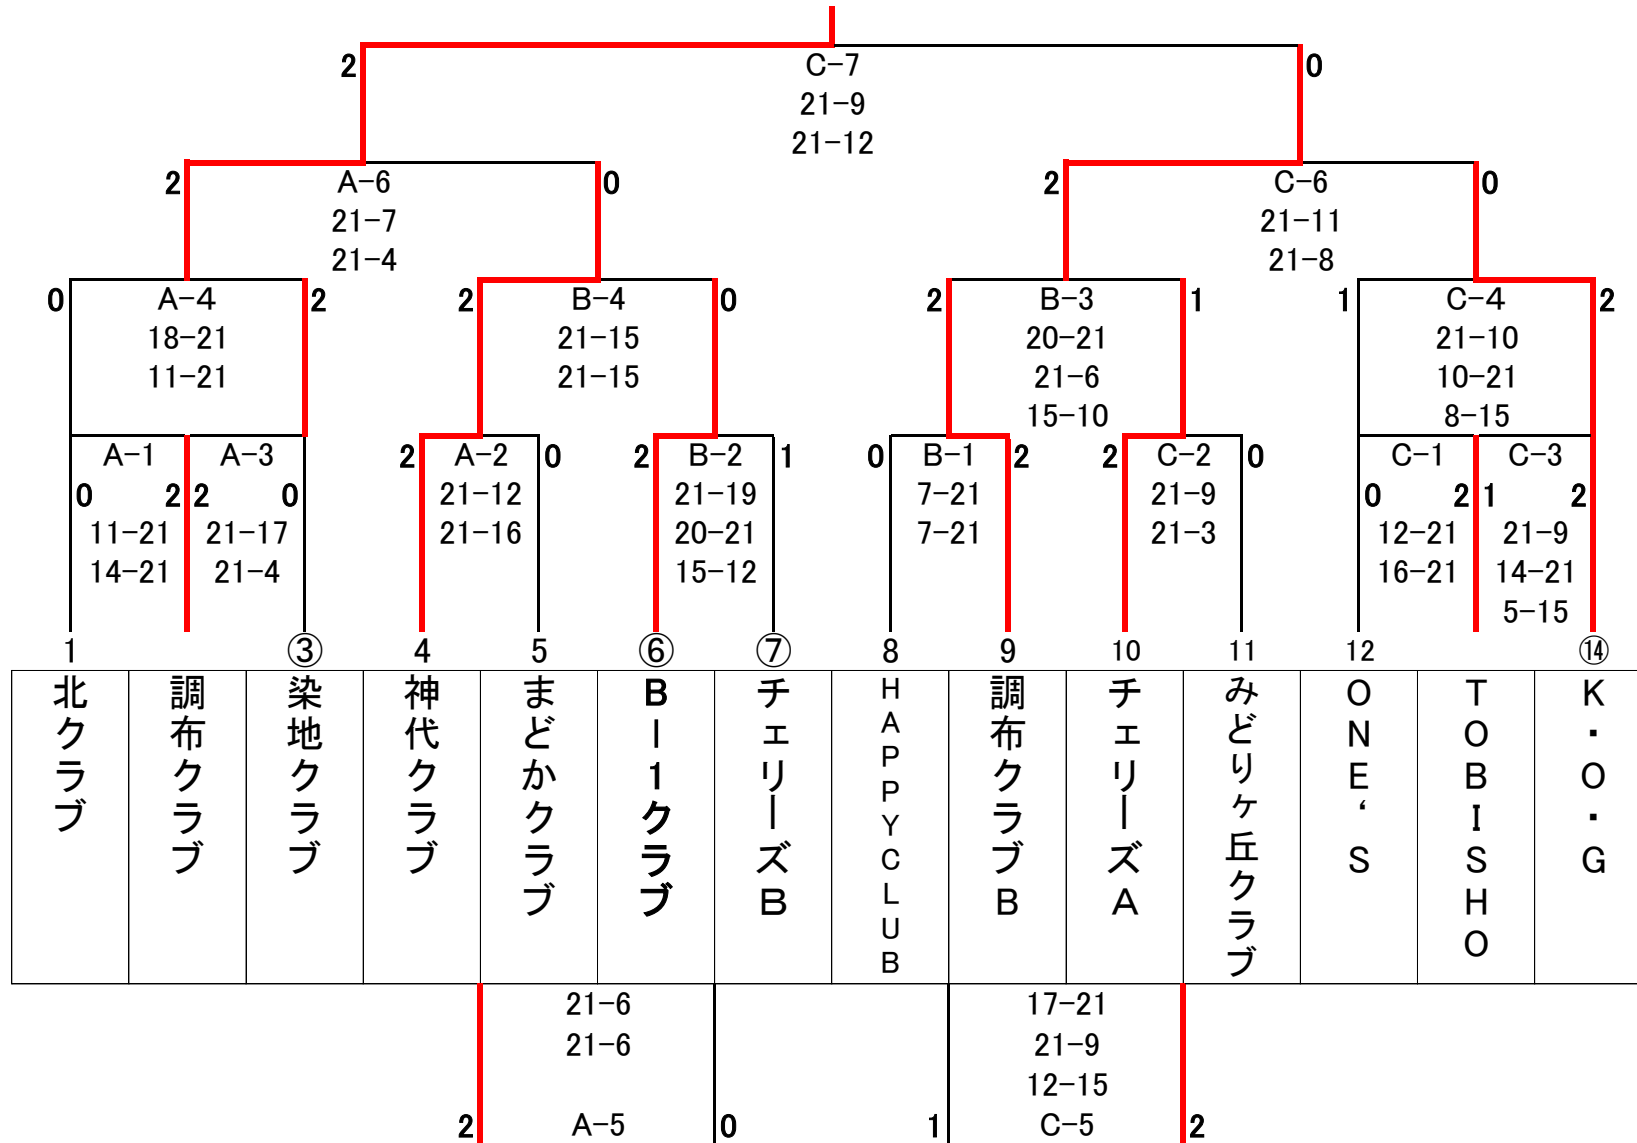 2 C-7 0
21-9
21-12
2 A-6 0 2 C-6 0
21-7 21-11
21-4 21-8
0 A-4 2 2 B-4 0 2 B-3 1 1 C-4 2
18-21 21-15 20-21 21-10
11-21 21-15 21-6 10-21
15-10 8-15
A-1 A-3 2 A-2 0 2 B-2 1 0 B-1 2 2 C-2 0 C-1 C-3
0 2 2 0 21-12 21-19 7-21 21-9 0 2 1 2
11-21 21-17 21-16 20-21 7-21 21-3 12-21 21-9
14-21 21-4 15-12 16-21 14-21
5-15
1 ③ 4 5 ⑥ ⑦ 8 9 10 11 12 ⑭
北クラブ
調布クラブ
染地クラブ
神代クラブ
まどかクラブ
B-1クラブ
チェリーズB
HAPPYCLUB
調布クラブB
チェリーズA
みどりヶ丘クラブ
ONE‘S
TOBISHO
K・O・G
21-6 17-21
21-6 21-9
12-15
2 A-5 0 1 C-5 2